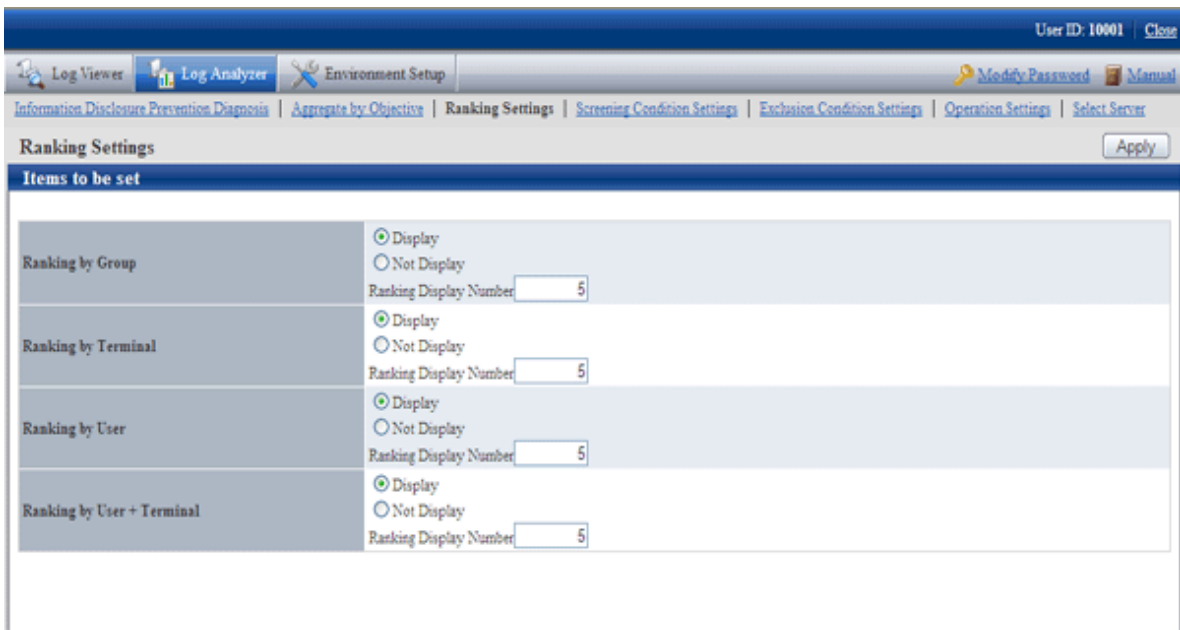 User ID: 10001 | Close
Log Viewer Log Analyzer Environment Setup Modify Password Manual
Information Disclosure Prevention Diagnosis | Aggregate by Objective | Ranking Settings | Screening Condition Settings | Exclusion Condition Settings | Operation Settings | Select Server
Ranking Settings Apply
Items to be set
Ranking by Group
Display
Not Display
Ranking Display Number 5
Ranking by Terminal
Display
Not Display
Ranking Display Number 5
Ranking by User
Display
Not Display
Ranking Display Number 5
Ranking by User + Terminal
Display
Not Display
Ranking Display Number 5